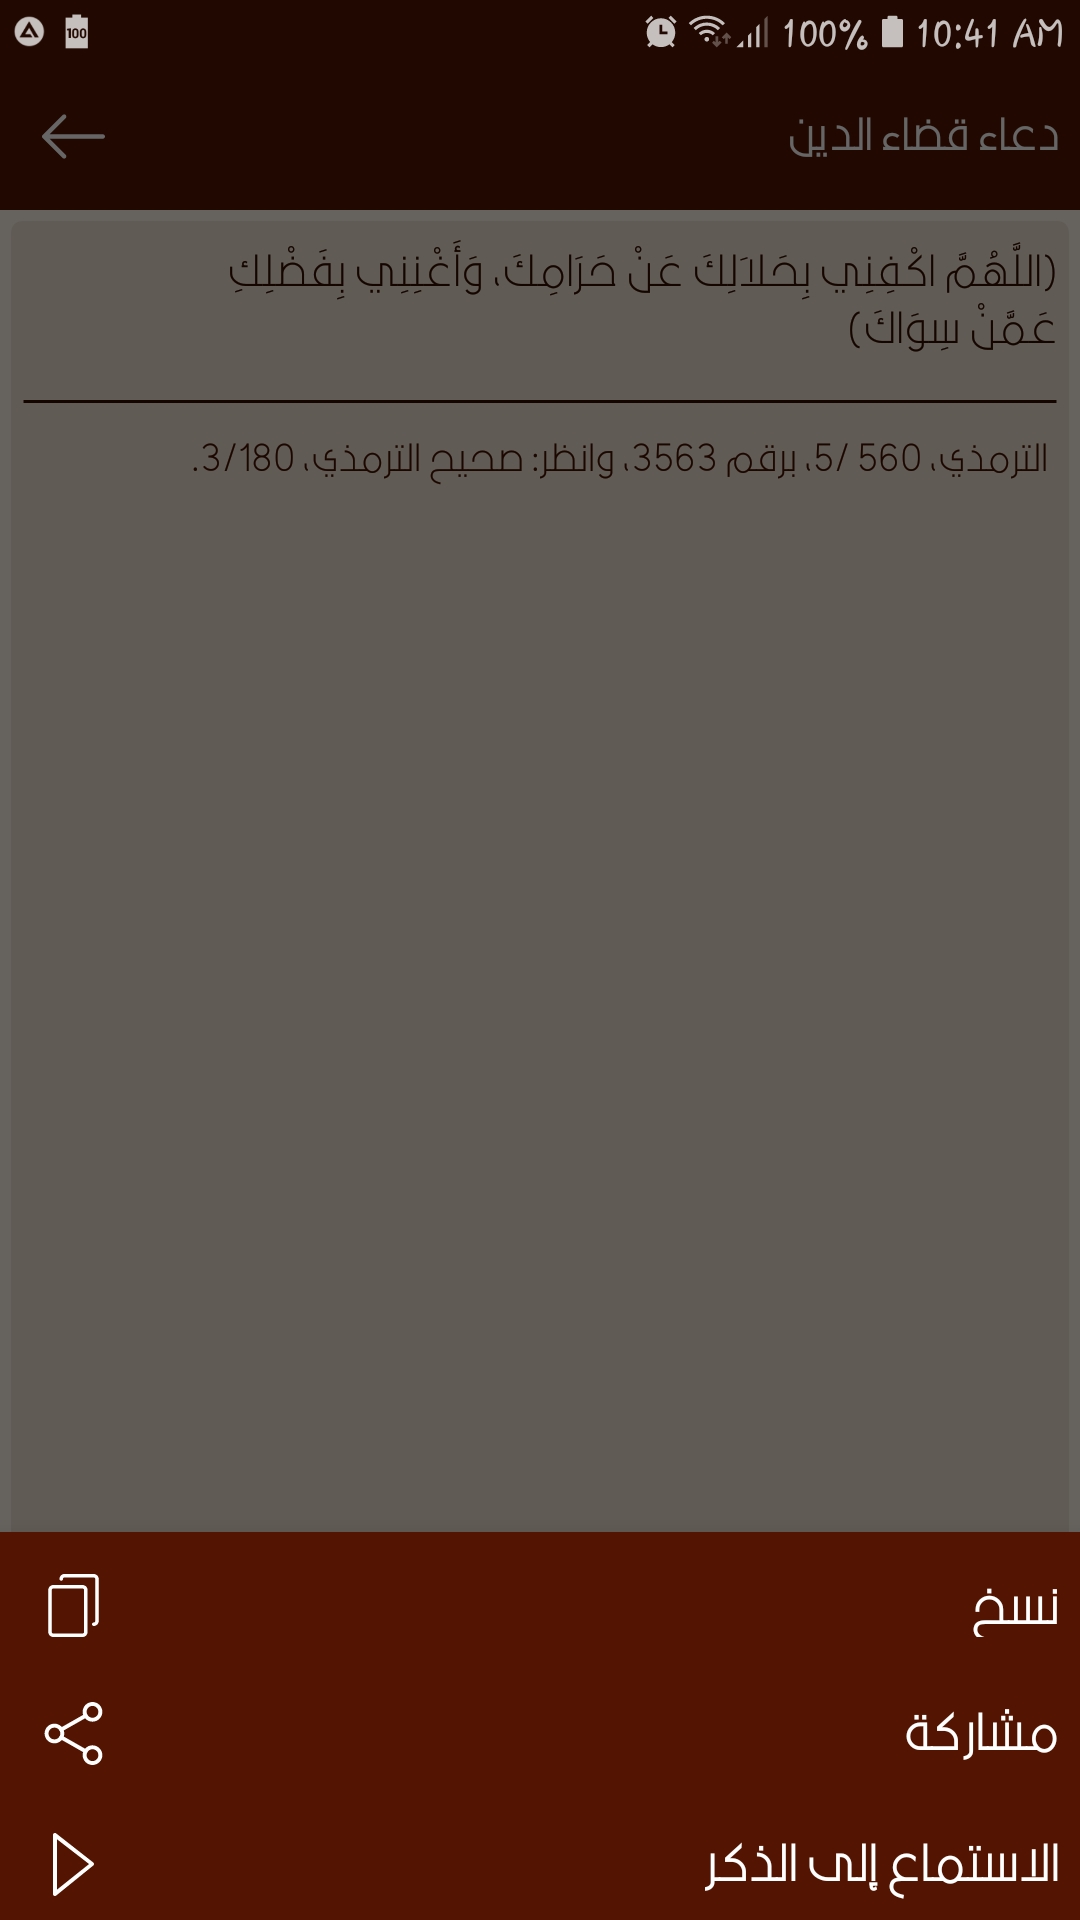 100 100% 10:41 AM
دعاء قضاء الدين
(اللَّهُمَّ اكْفِنِي بِحَلاَلِكَ عَنْ حَرَامِكَ، وَأَغْنِنِي بِفَضْلِكِ
عَمَّنْ سِوَاكَ)
الترمذي، 560 /5، برقم 3563، وانظر: صحيح الترمذي، 3/180.
نسخ
مشاركة
الاستماع إلى الذكر